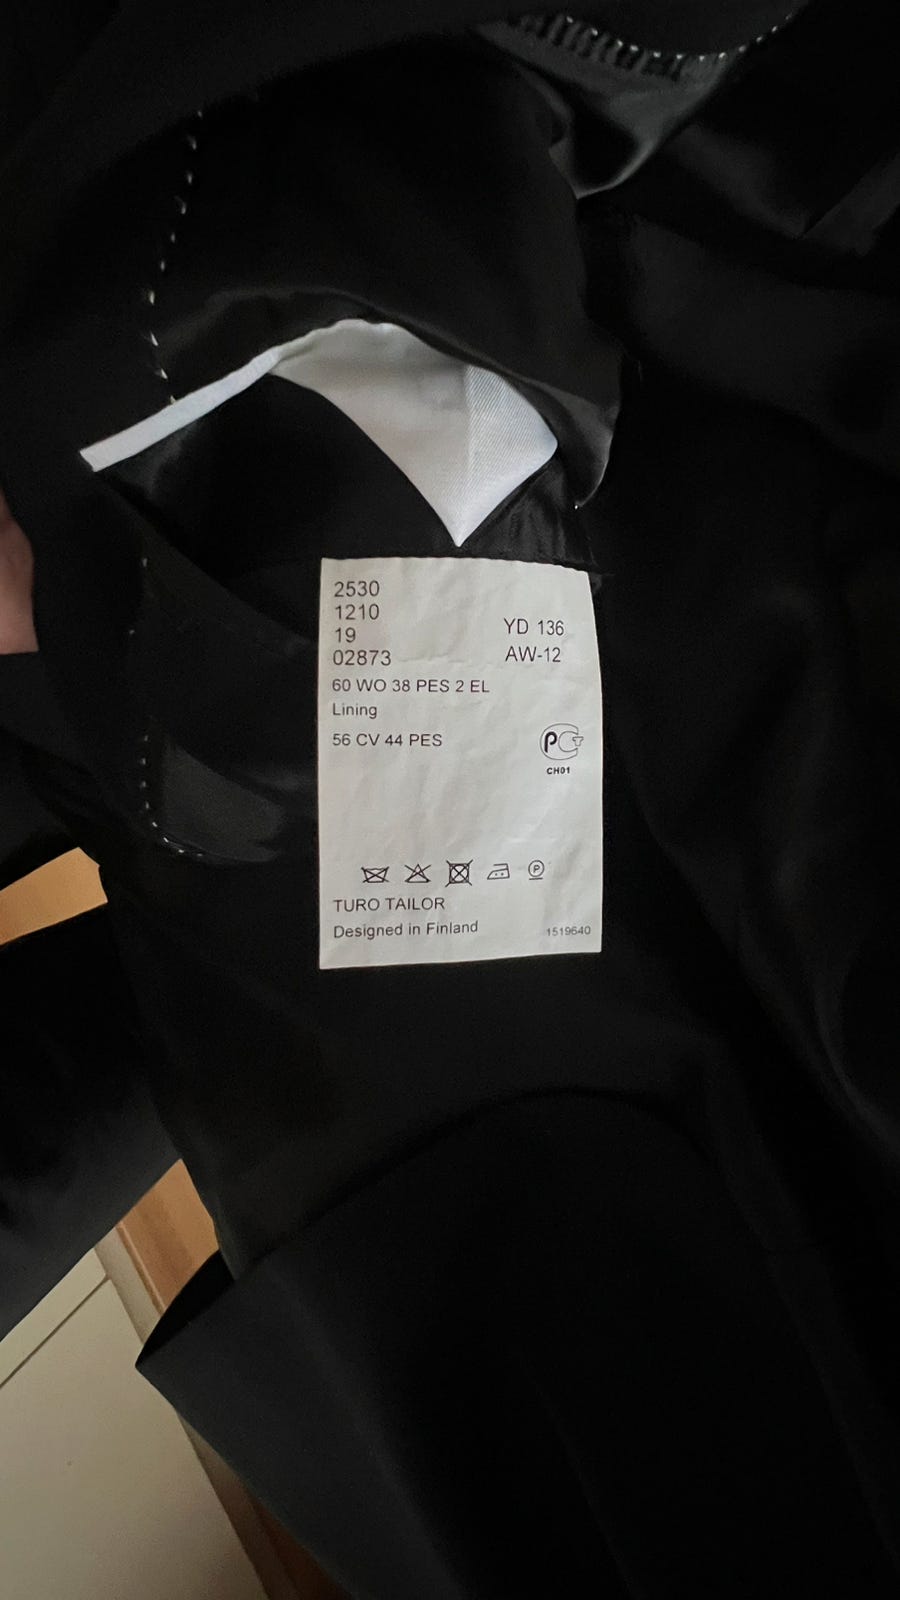 2530
1210
19
02873
YD 136
AW-12
60 WO 38 PES 2 EL
Lining
56 CV 44 PES
РСТ
CH01
P
TURO TAILOR
Designed in Finland
1519640